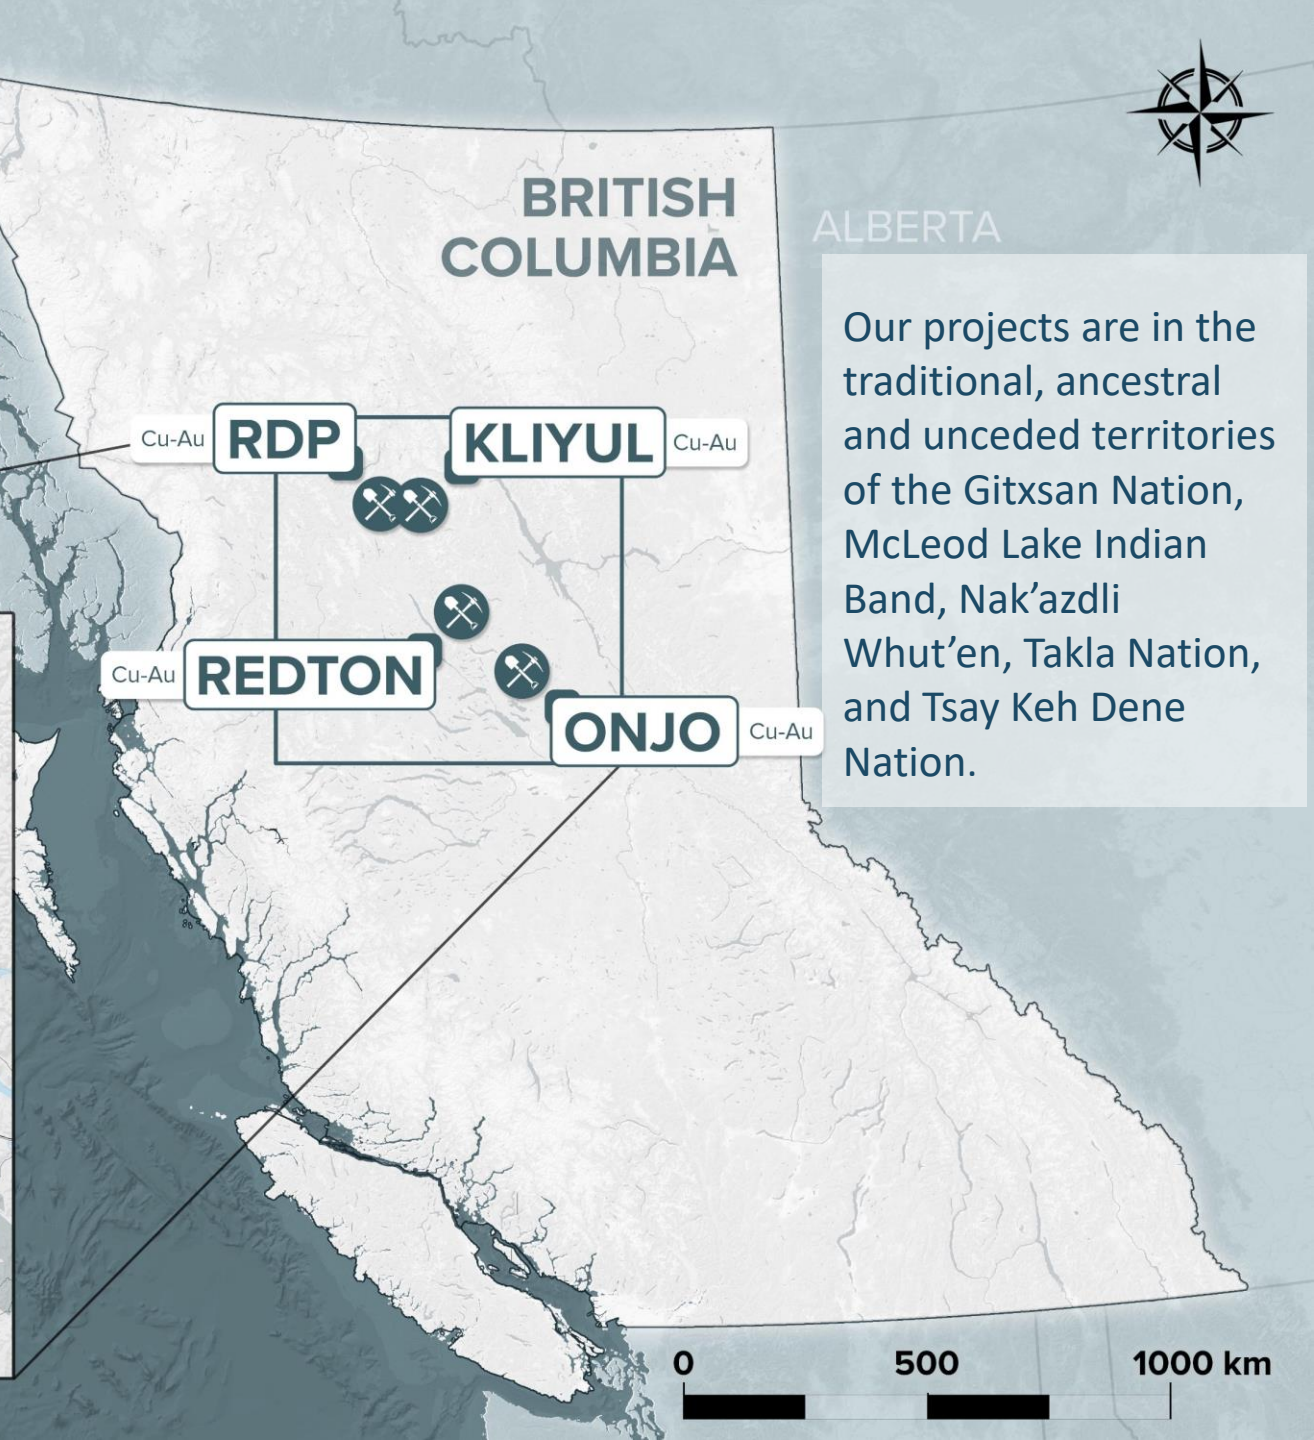 BRITISH
COLUMBIA
ALBERTA
Our projects are in the
traditional, ancestral
and unceded territories
of the Gitxsan Nation,
McLeod Lake Indian
Band, Nak’azdli
Whut’en, Takla Nation,
and Tsay Keh Dene
Nation.
Cu-Au RDP KLIYUL Cu-Au
Cu-Au REDTON
ONJO Cu-Au
0 500 1000 km